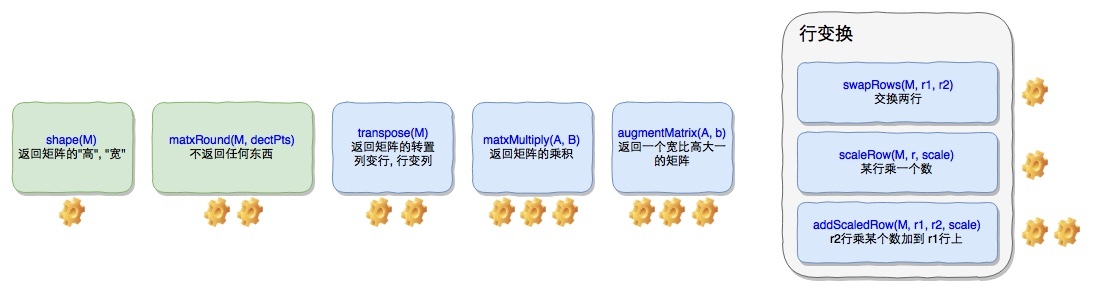 shape(M)
返回矩阵的"高", "宽"
matxRound(M, dectPts)
不返回任何东西
transpose(M)
返回矩阵的转置
列变行, 行变列
matxMultiply(A, B)
返回矩阵的乘积
augmentMatrix(A, b)
返回一个宽比高大一
的矩阵
行变换
swapRows(M, r1, r2)
交换两行
scaleRow(M, r, scale)
某行乘一个数
addScaledRow(M, r1, r2, scale)
r2行乘某个数加到 r1行上